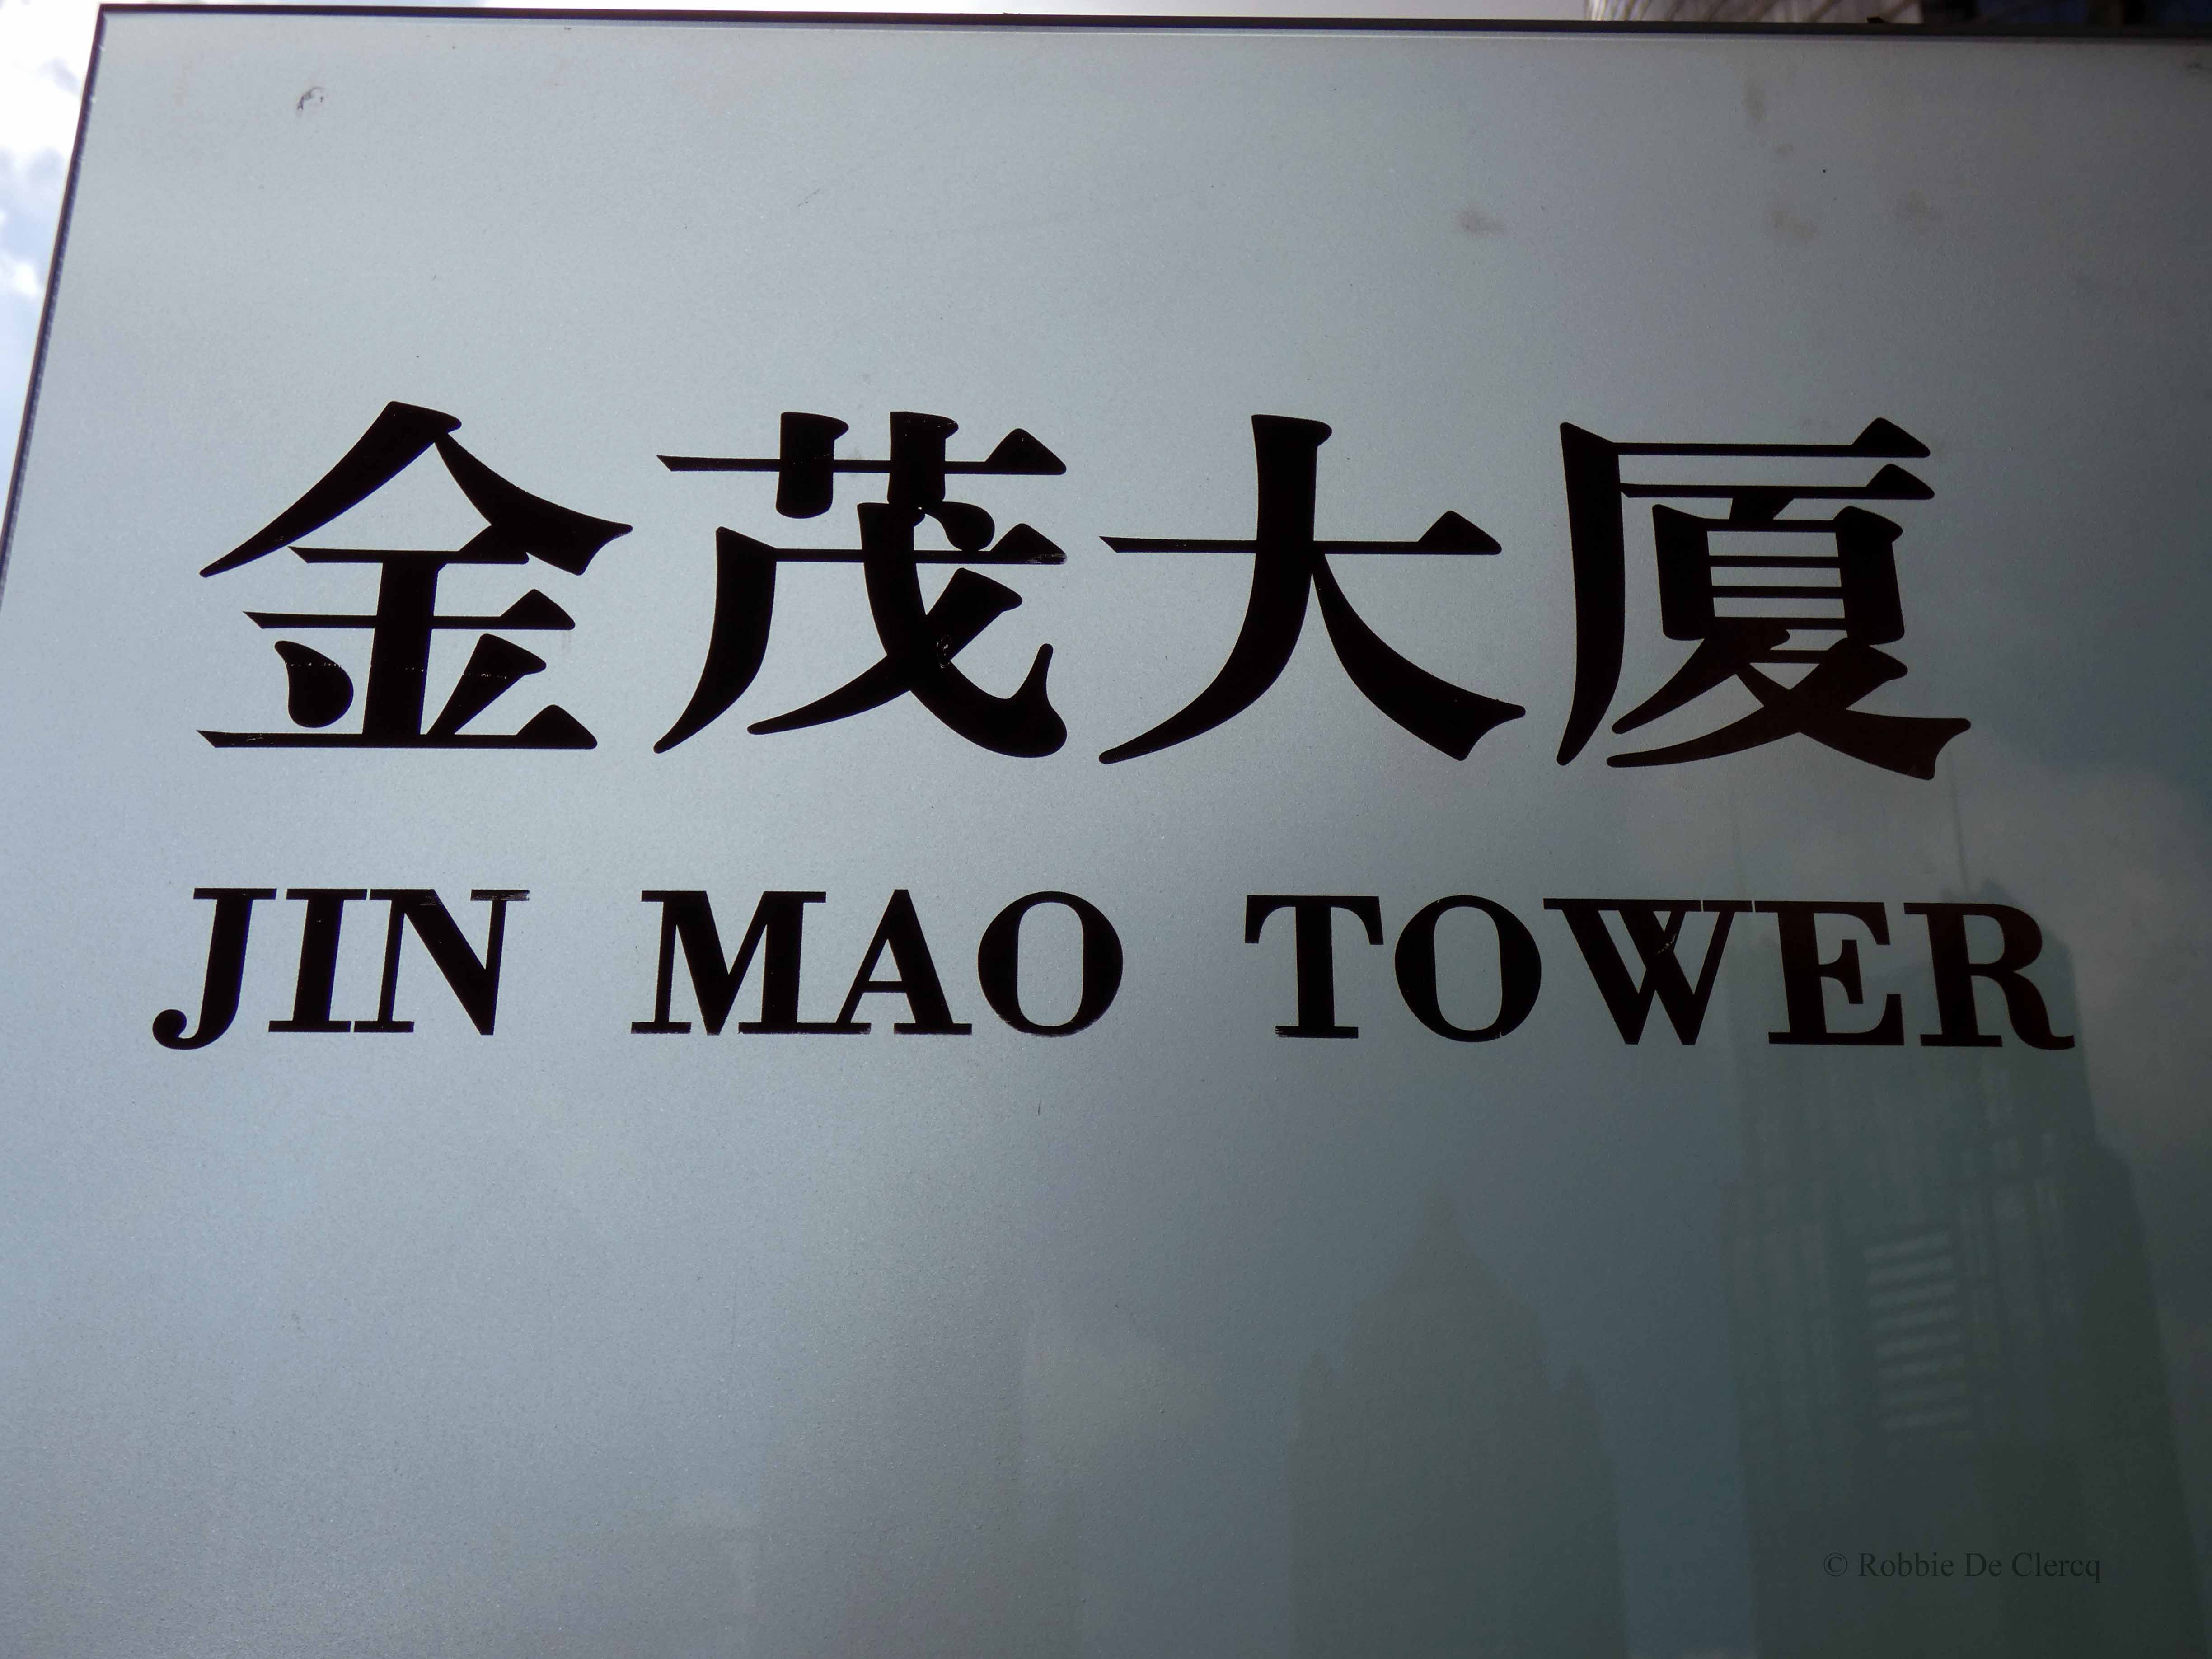 金茂大厦
JIN MAO TOWER
© Robbie De Clercq